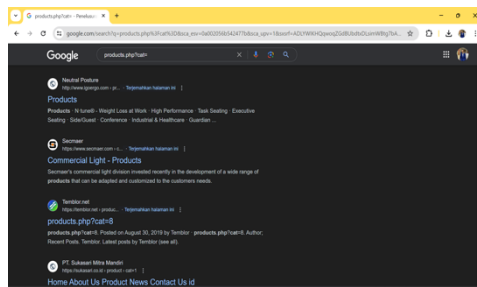 products.php?cat= - Penelusu
google.com/search?q=products.php%3Fcat%3D&sca_esv=
Google
products.php?cat=
Neutral Posture
Terjemahkan halaman ini
Products
Products · N·tune® - Weight Loss at Work · High Performance · Task Seating · Executive
Seating · Side/Guest · Conference · Industrial & Healthcare · Guardian ...
Secmaer
https://www.secmaer.com › c... · Terjemahkan halaman ini
Commercial Light - Products
Secmaer's commercial light division invested recently in the development of a wide range of
products that can be adapted and customized to the customers needs.
Temblor.net
https://temblor.net › produc... · Terjemahkan halaman ini
products.php?cat=8
products.php?cat=8. Posted on August 30, 2019 by Temblor · products.php?cat=8. Author;
Recent Posts. Temblor. Latest posts by Temblor (see all).
PT. Sukasari Mitra Mandiri
https://sukasari.co.id › product › cat=1
Home About Us Product News Contact Us id